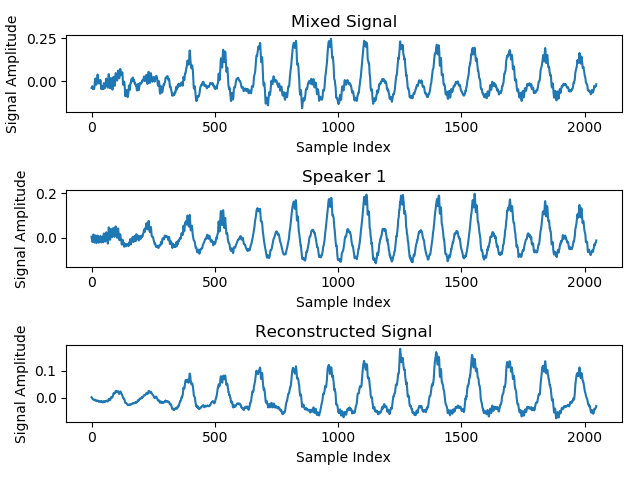 Mixed Signal
Signal Amplitude
0.25
0.00
0 500 1000 1500 2000
Sample Index
Speaker 1
Signal Amplitude
0.2
0.0
0 500 1000 1500 2000
Sample Index
Reconstructed Signal
Signal Amplitude
0.1
0.0
0 500 1000 1500 2000
Sample Index